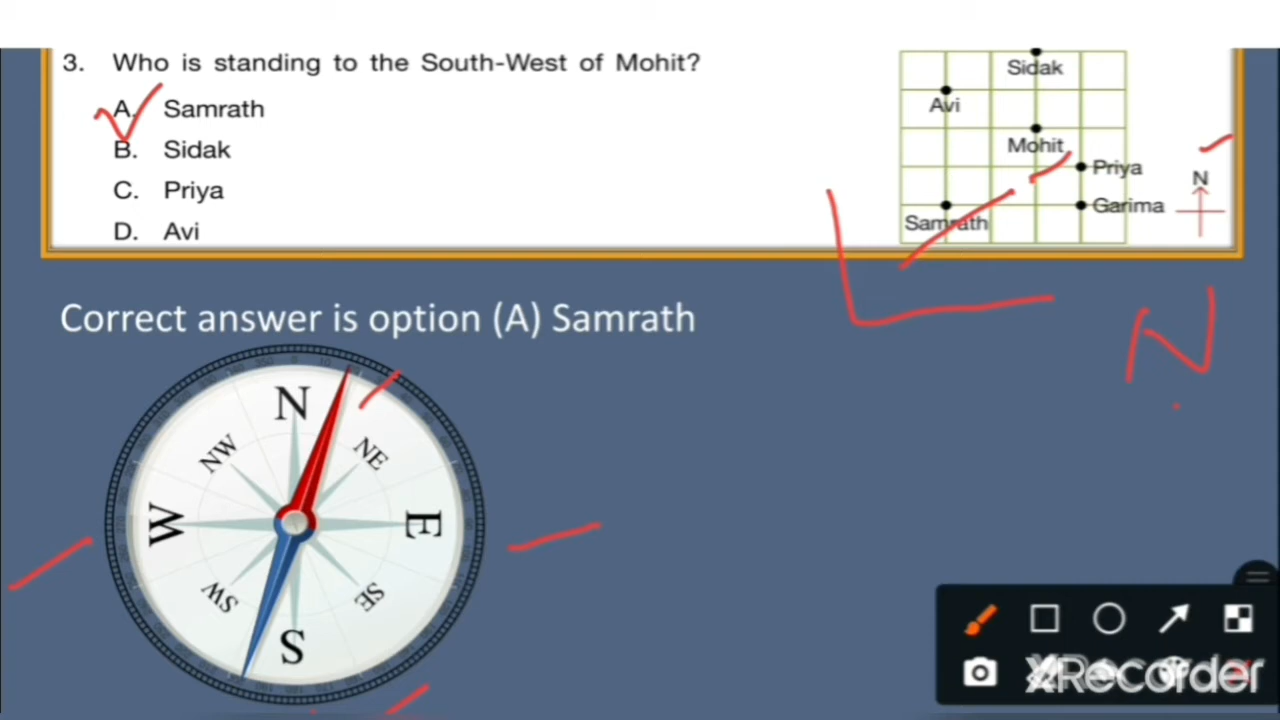 3. Who is standing to the South-West of Mohit?
A. Samrath
B. Sidak
C. Priya
D. Avi
Sidak
Avi
Mohit
Priya
N
Garima
Samrath
Correct answer is option (A) Samrath
N
N
NW
NE
W
E
SW
SE
S
XRecorder